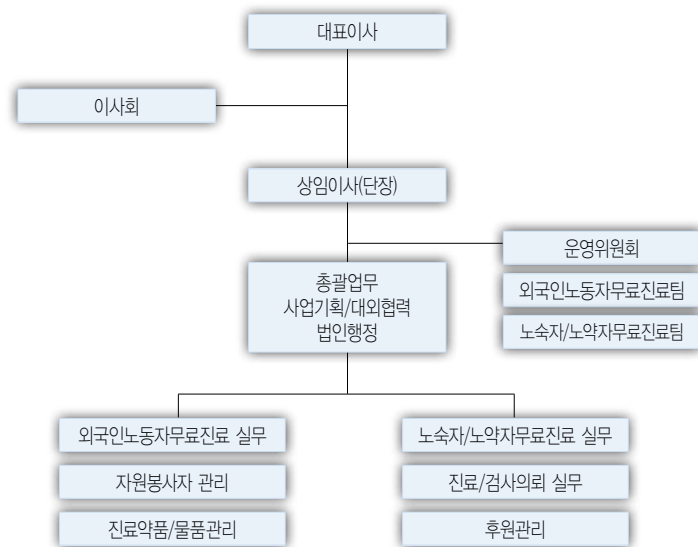 대표이사
이사회
상임이사(단장)
운영위원회
총괄업무
사업기획/대외협력
법인행정
외국인노동자무료진료팀
노숙자/노약자무료진료팀
외국인노동자무료진료 실무
자원봉사자 관리
진료약품/물품관리
노숙자/노약자무료진료 실무
진료/검사의뢰 실무
후원관리